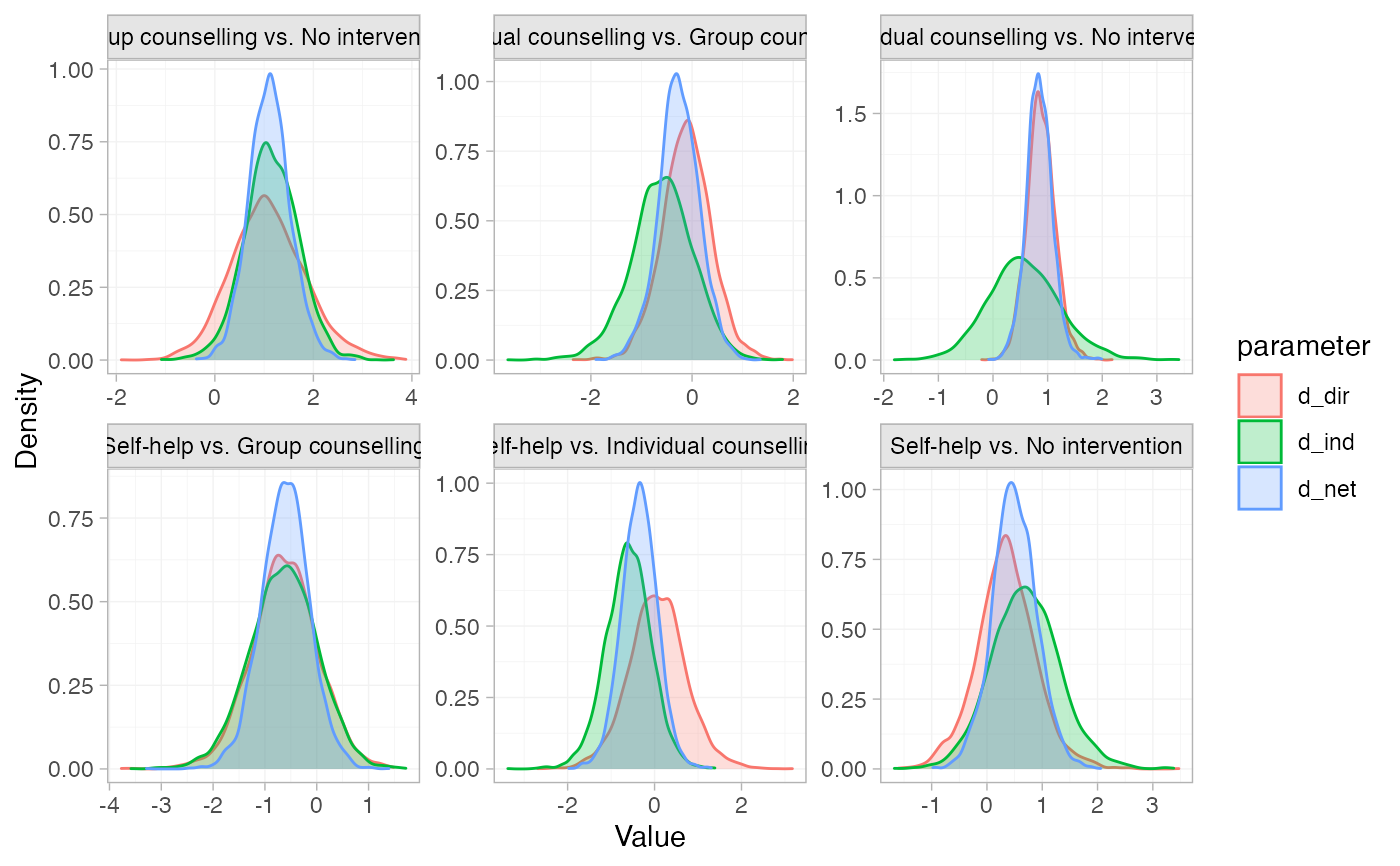 up counselling vs. No interven
ual counselling vs. Group coun
dual counselling vs. No interve
1.00
0.75
0.50
0.25
0.00
-2 0 2 4
1.00
0.75
0.50
0.25
0.00
-2 0 2
1.5
1.0
0.5
0.0
-2 -1 0 1 2 3
Density
Self-help vs. Group counselling
elf-help vs. Individual counsellin
Self-help vs. No intervention
0.75
0.50
0.25
0.00
-4 -3 -2 -1 0 1
1.00
0.75
0.50
0.25
0.00
-2 0 2
1.00
0.75
0.50
0.25
0.00
-1 0 1 2 3
Value
parameter
d_dir
d_ind
d_net